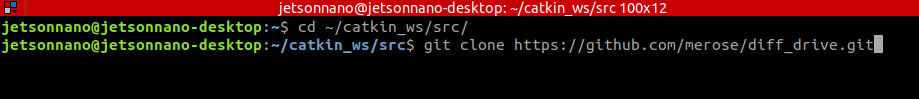 jetsonnano@jetsonnano-desktop: ~/catkin_ws/src 100x12
jetsonnano@jetsonnano-desktop:~$ cd ~/catkin_ws/src/
jetsonnano@jetsonnano-desktop:~/catkin_ws/src$ git clone https://github.com/merose/diff_drive.git